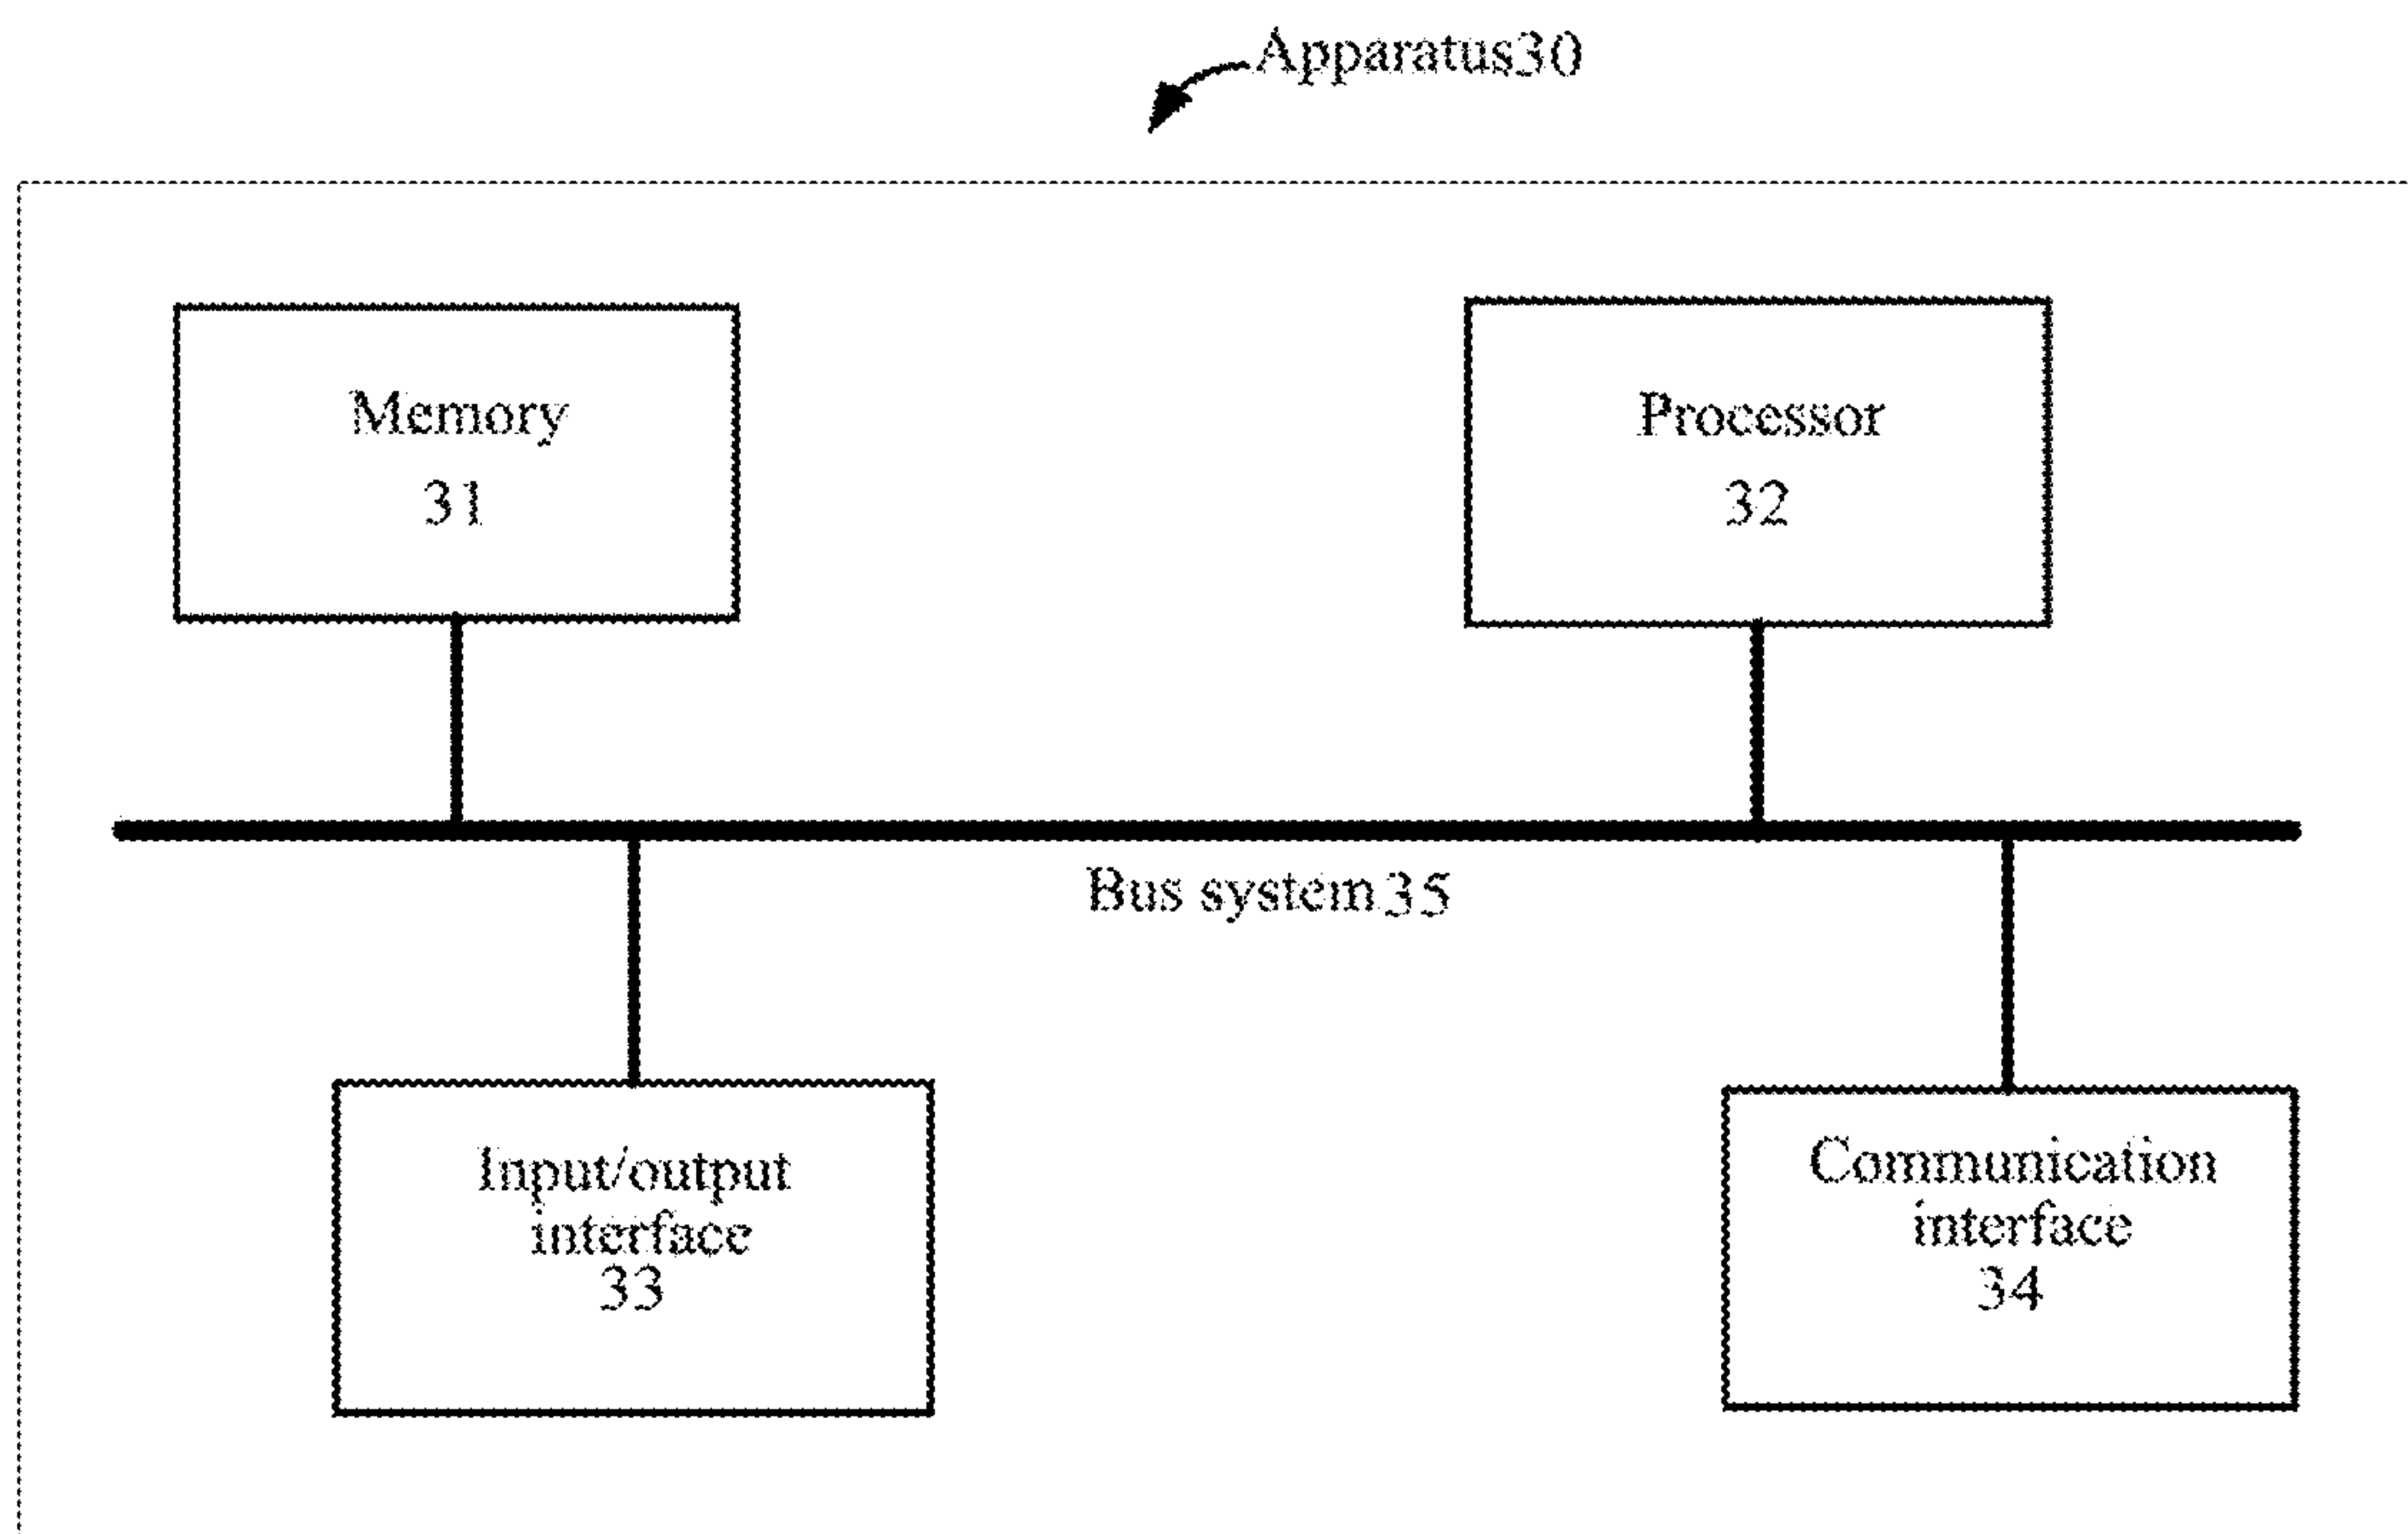 Apparatus30
Memory
31
Processor
32
Bus system35
Input/output
interface
33
Communication
interface
34